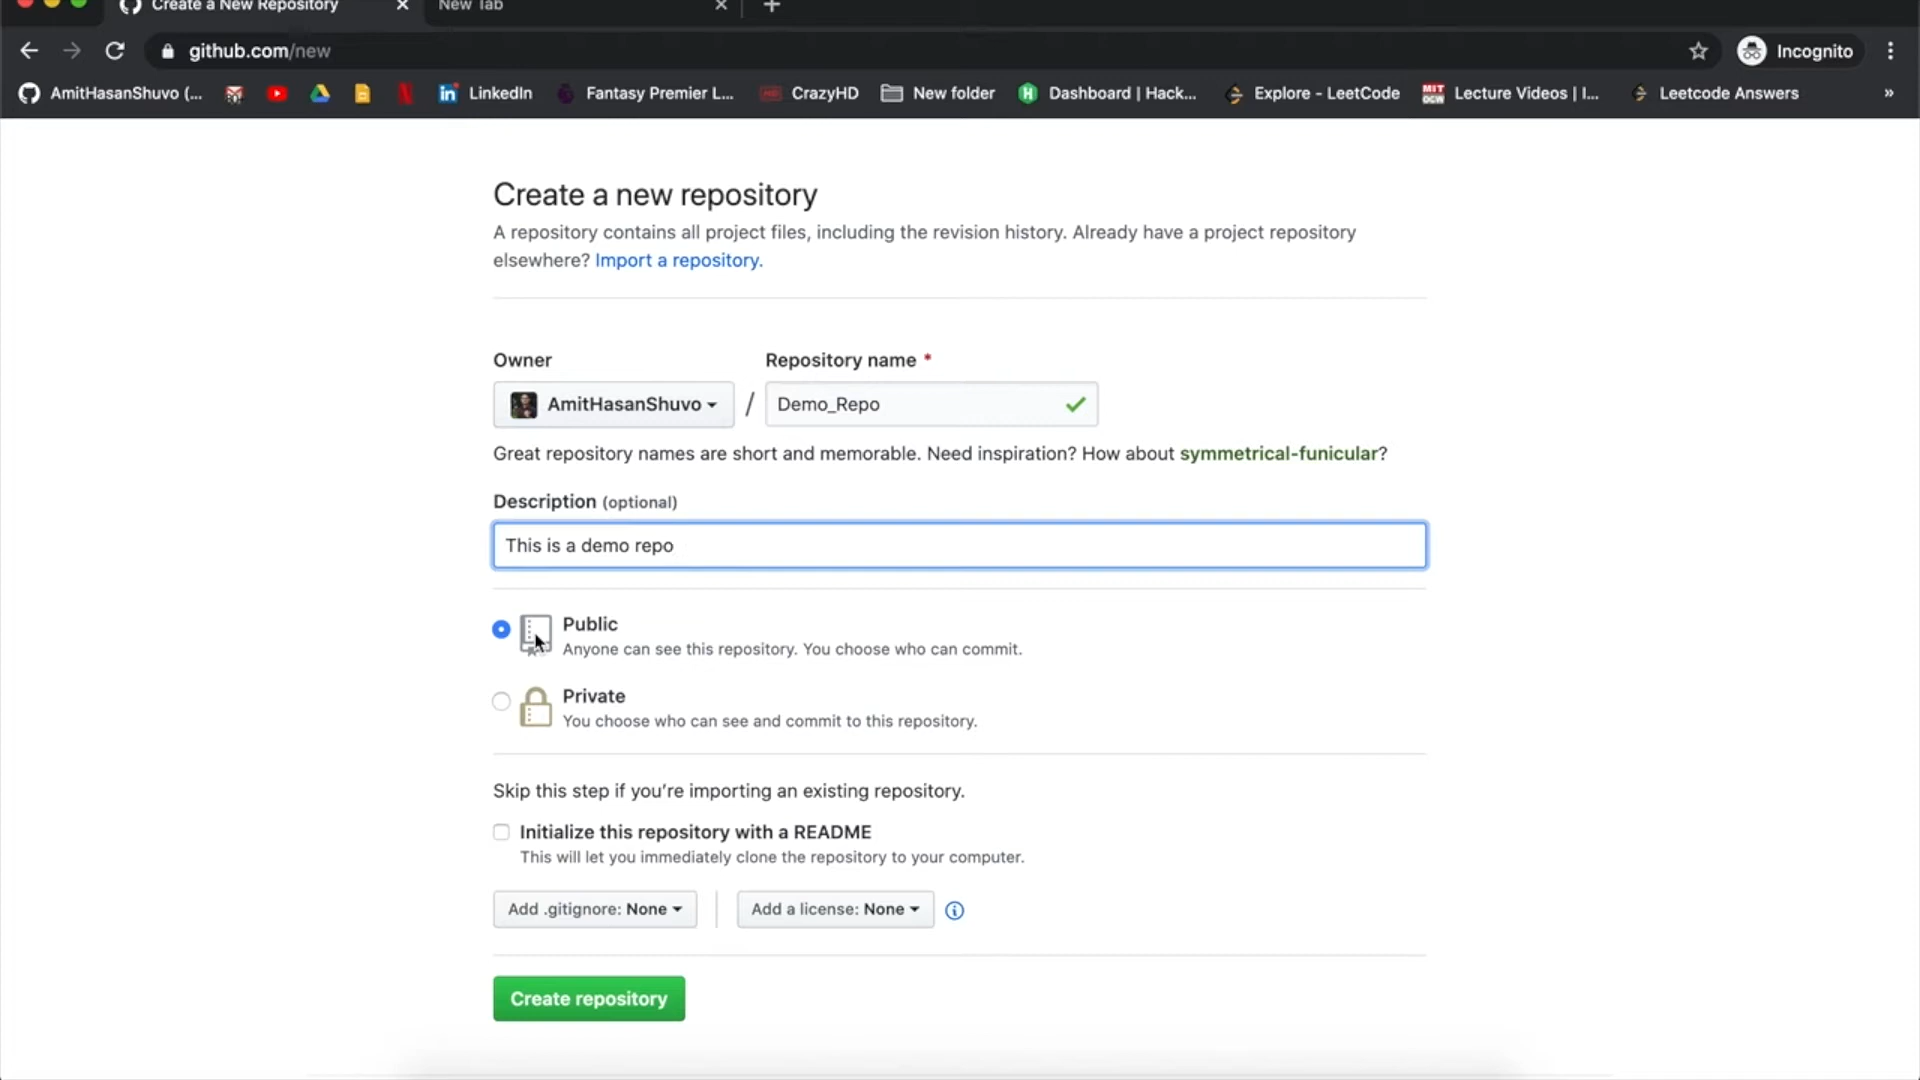 Create a New Repository
New Tab
github.com/new
Incognito
AmitHasanShuvo (...
LinkedIn
Fantasy Premier L...
CrazyHD
New folder
Dashboard | Hack...
Explore - LeetCode
MIT OCW
Lecture Videos | I...
Leetcode Answers
»
Create a new repository
A repository contains all project files, including the revision history. Already have a project repository
elsewhere? Import a repository.
Owner
Repository name *
AmitHasanShuvo
/
Demo_Repo
Great repository names are short and memorable. Need inspiration? How about symmetrical-funicular?
Description (optional)
This is a demo repo
Public
Anyone can see this repository. You choose who can commit.
Private
You choose who can see and commit to this repository.
Skip this step if you’re importing an existing repository.
Initialize this repository with a README
This will let you immediately clone the repository to your computer.
Add .gitignore: None
Add a license: None
Create repository